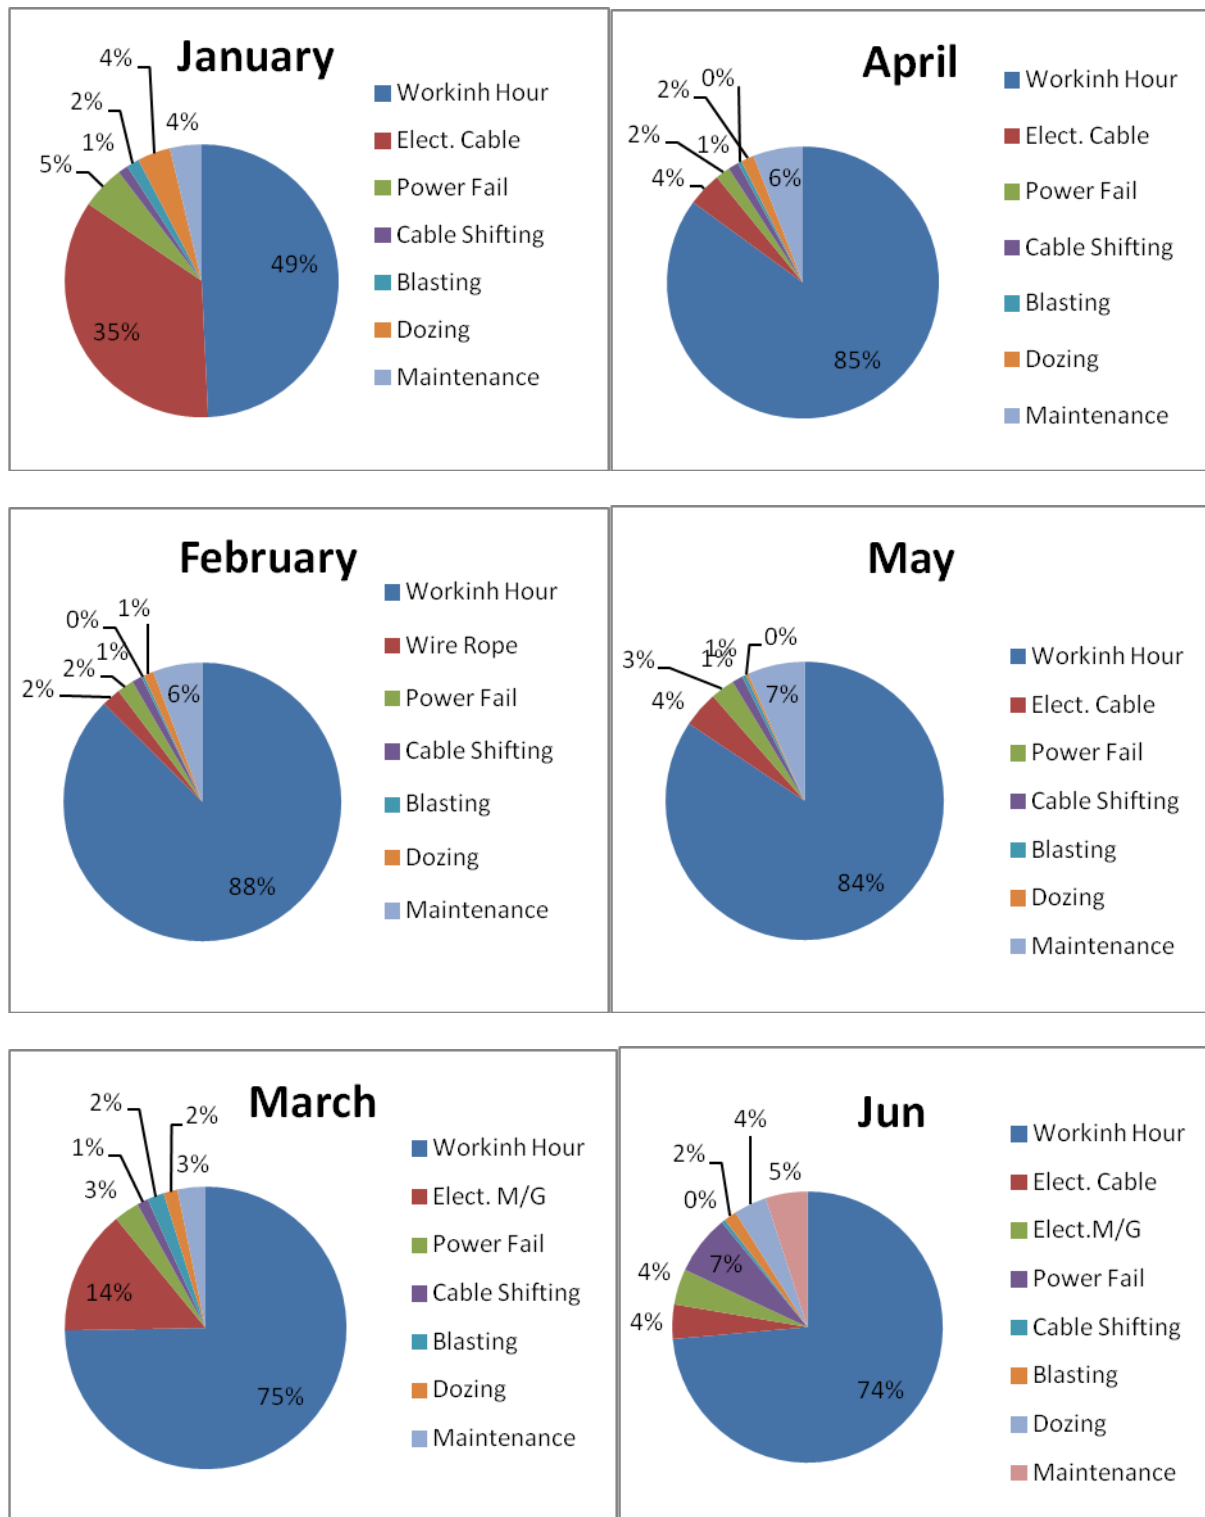 January
4%
2%
1%
5%
4%
49%
35%
Workinh Hour
Elect. Cable
Power Fail
Cable Shifting
Blasting
Dozing
Maintenance
April
0%
2%
2%
1%
4%
6%
85%
Workinh Hour
Elect. Cable
Power Fail
Cable Shifting
Blasting
Dozing
Maintenance
February
1%
0%
1%
2%
2%
6%
88%
Workinh Hour
Wire Rope
Power Fail
Cable Shifting
Blasting
Dozing
Maintenance
May
0%
1%
1%
3%
4%
7%
84%
Workinh Hour
Elect. Cable
Power Fail
Cable Shifting
Blasting
Dozing
Maintenance
March
2%
2%
1%
3%
3%
14%
75%
Workinh Hour
Elect. M/G
Power Fail
Cable Shifting
Blasting
Dozing
Maintenance
Jun
4%
2%
5%
0%
7%
4%
4%
74%
Workinh Hour
Elect. Cable
Elect.M/G
Power Fail
Cable Shifting
Blasting
Dozing
Maintenance